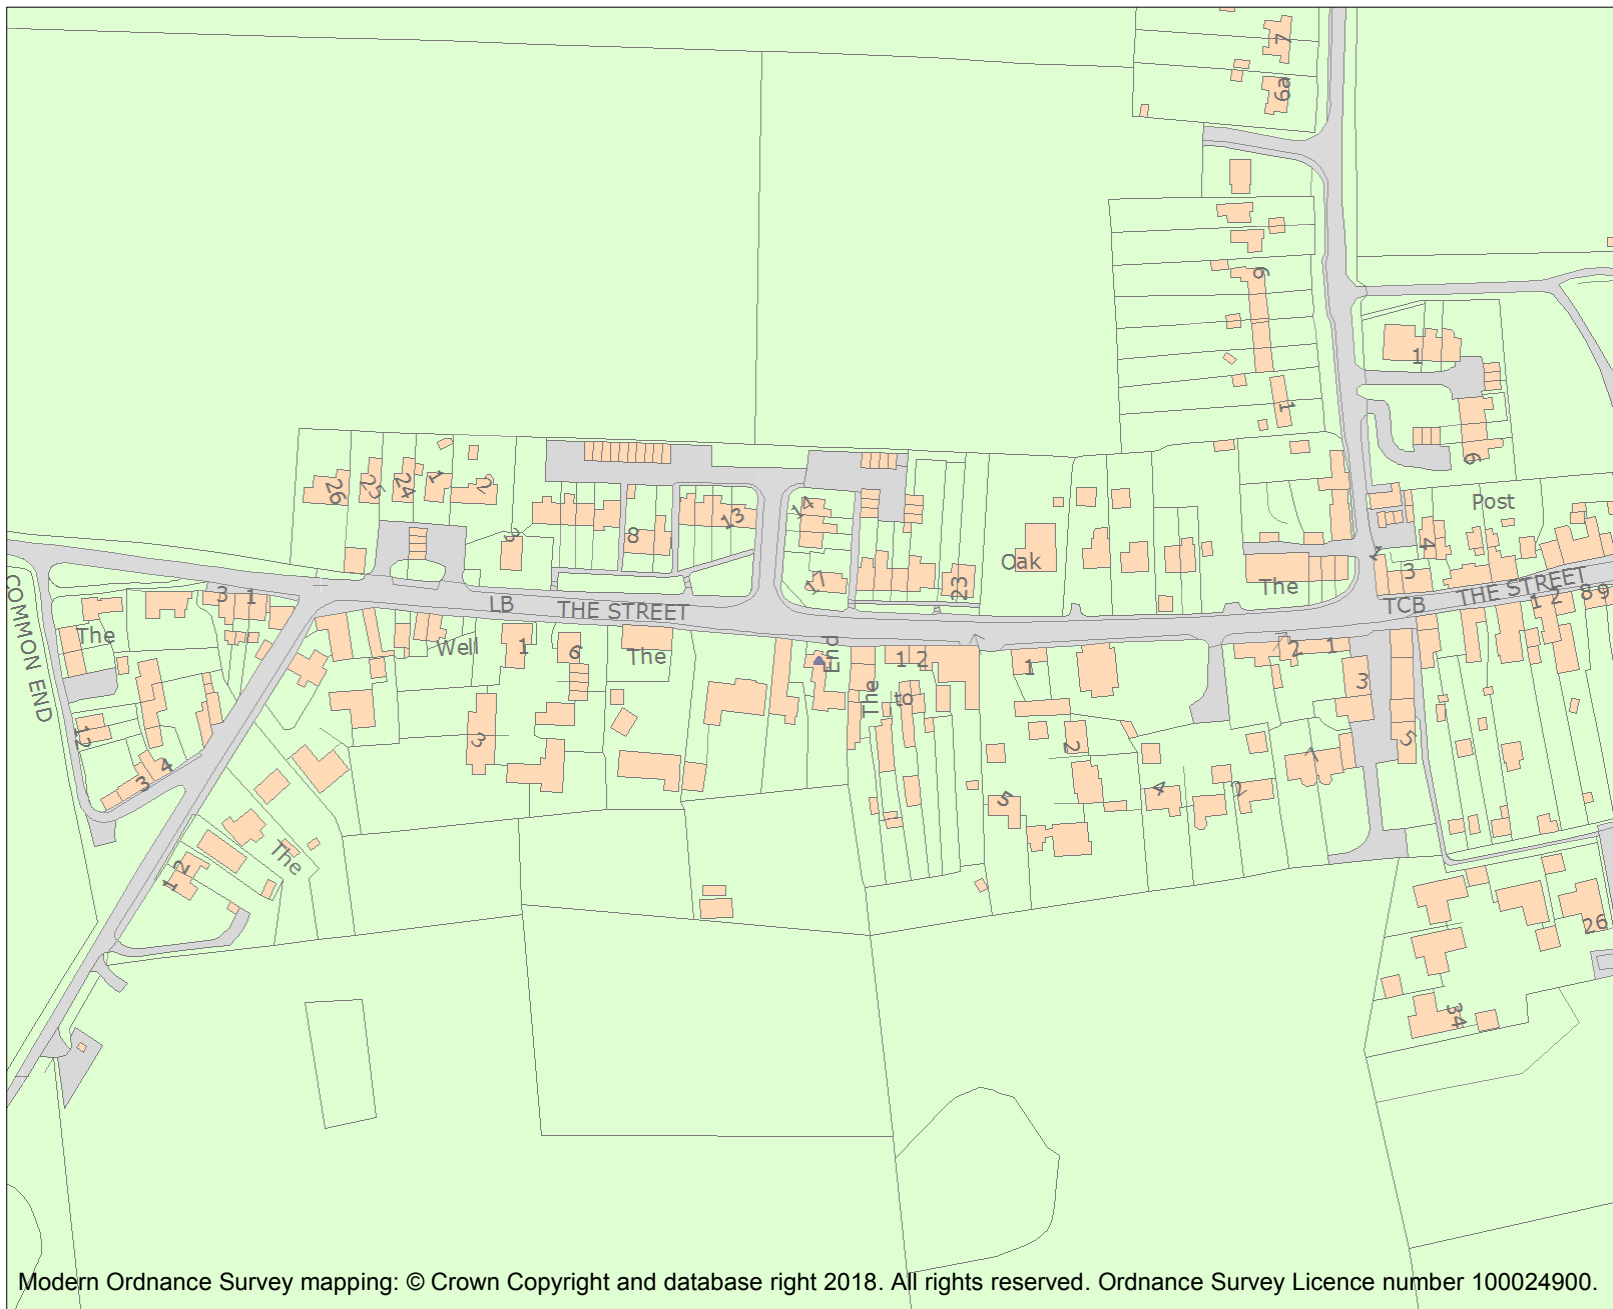 7
6a
6
1
1
6
26
25
24
1
2
3
8
13
14
17
23
Oak
The
Post
1
4
3
TCB
THE STREET
1 2 8 9
COMMON END
The
3 1
LB THE STREET
Well
1
6
The
End
1 2
The
to
1
2 1
3
5
12
3 4
3
2
5
4
2
7
The
1 2
26
34
Modern Ordnance Survey mapping: © Crown Copyright and database right 2018. All rights reserved. Ordnance Survey Licence number 100024900.